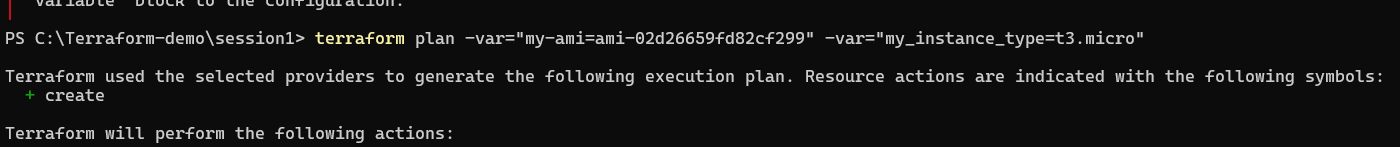 variable" block to the configuration.
PS C:\Terraform-demo\session1> terraform plan -var="my-ami=ami-02d26659fd82cf299" -var="my_instance_type=t3.micro"
Terraform used the selected providers to generate the following execution plan. Resource actions are indicated with the following symbols:
+ create
Terraform will perform the following actions: